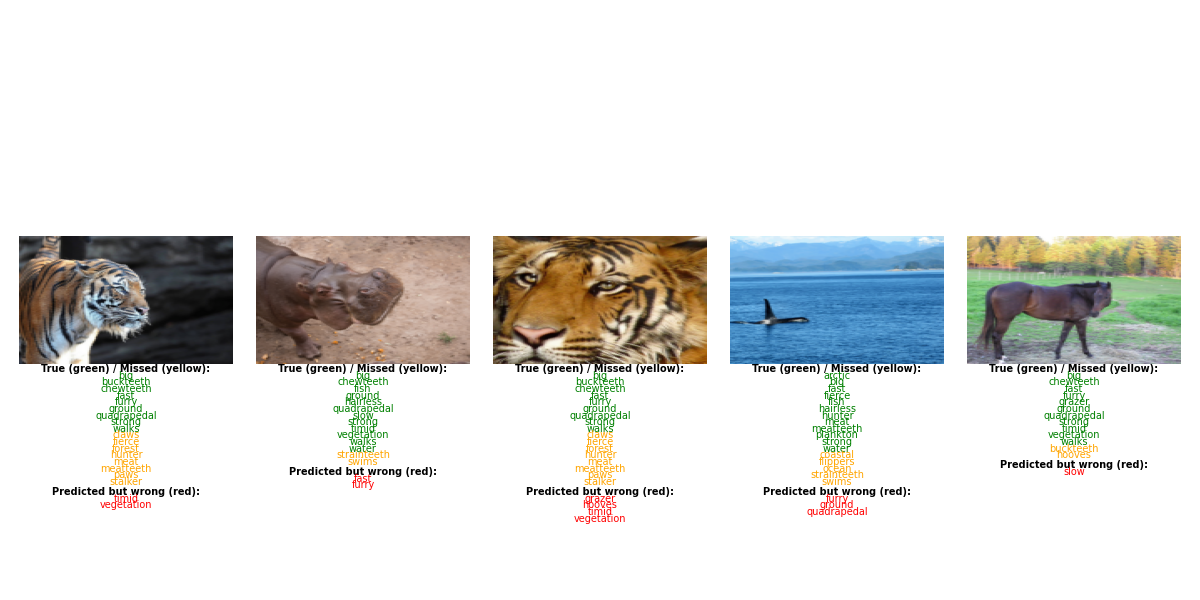 True (green) / Missed (yellow):
big
buckteeth
chewteeth
fast
furry
ground
quadrapedal
strong
walks
claws
fierce
forest
hunter
meat
meatteeth
paws
stalker
Predicted but wrong (red):
timid
vegetation
True (green) / Missed (yellow):
big
chewteeth
fish
ground
hairless
quadrapedal
slow
strong
timid
vegetation
walks
water
strainteeth
swims
Predicted but wrong (red):
fast
furry
True (green) / Missed (yellow):
big
buckteeth
chewteeth
fast
furry
ground
quadrapedal
strong
walks
claws
fierce
forest
hunter
meat
meatteeth
paws
stalker
Predicted but wrong (red):
grazer
hooves
timid
vegetation
True (green) / Missed (yellow):
arctic
big
fast
fierce
fish
hairless
hunter
meat
meatteeth
plankton
strong
water
coastal
flippers
ocean
strainteeth
swims
Predicted but wrong (red):
furry
ground
quadrapedal
True (green) / Missed (yellow):
big
chewteeth
fast
furry
grazer
ground
quadrapedal
strong
timid
vegetation
walks
buckteeth
hooves
Predicted but wrong (red):
slow